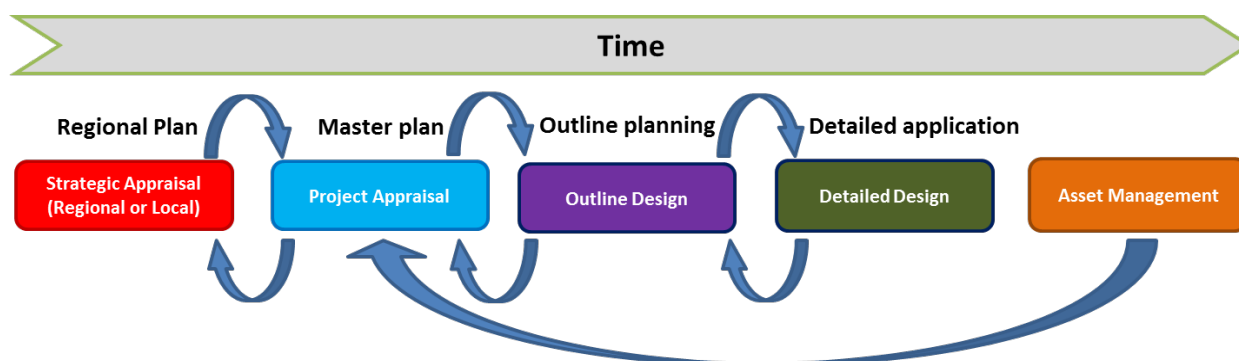 Time
Regional Plan
Master plan
Outline planning
Detailed application
Strategic Appraisal
(Regional or Local)
Project Appraisal
Outline Design
Detailed Design
Asset Management